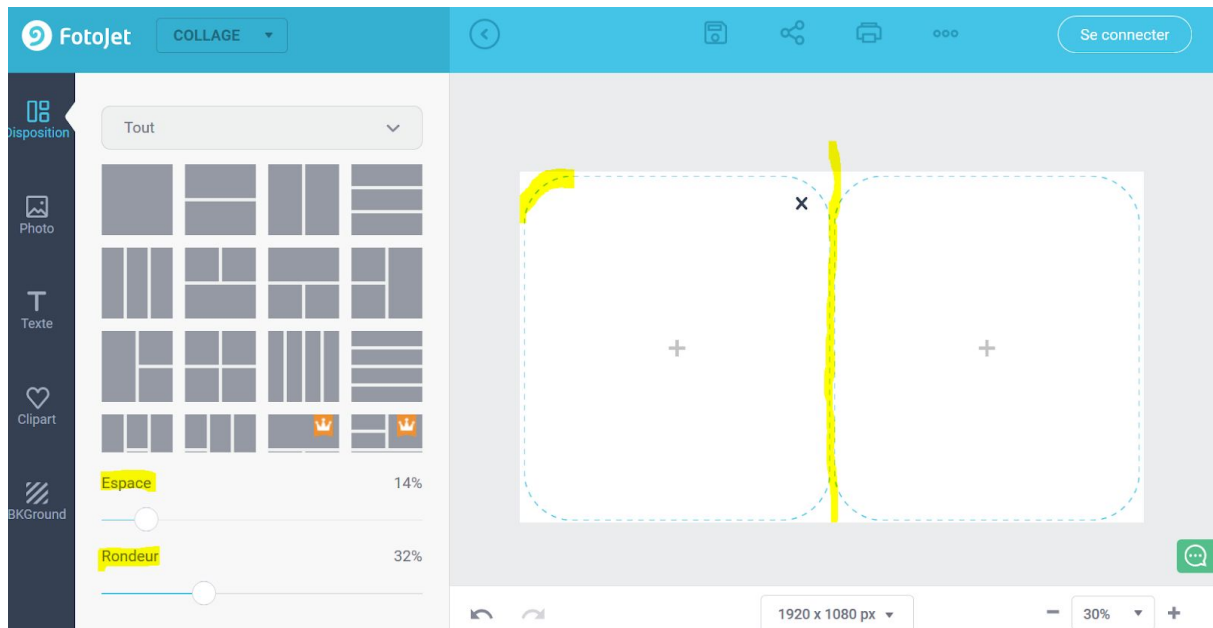 FotoJet
COLLAGE
Se connecter
Disposition
Tout
Photo
Texte
Clipart
BKGround
Espace
14%
Rondeur
32%
1920 x 1080 px
30%